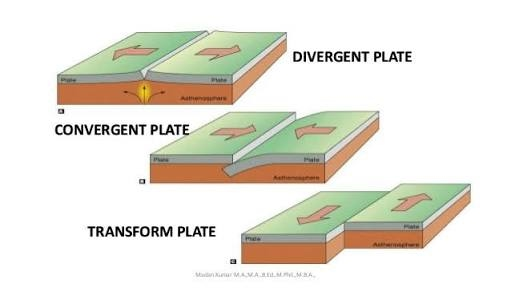 DIVERGENT PLATE
Plate
Plate
Asthenosphere
A
CONVERGENT PLATE
Plate
Plate
Asthenosphere
B
TRANSFORM PLATE
Plate
Plate
Asthenosphere
C
Madan Kumar M.A.,M.A.,B.Ed.,M.Phil.,M.B.A.,